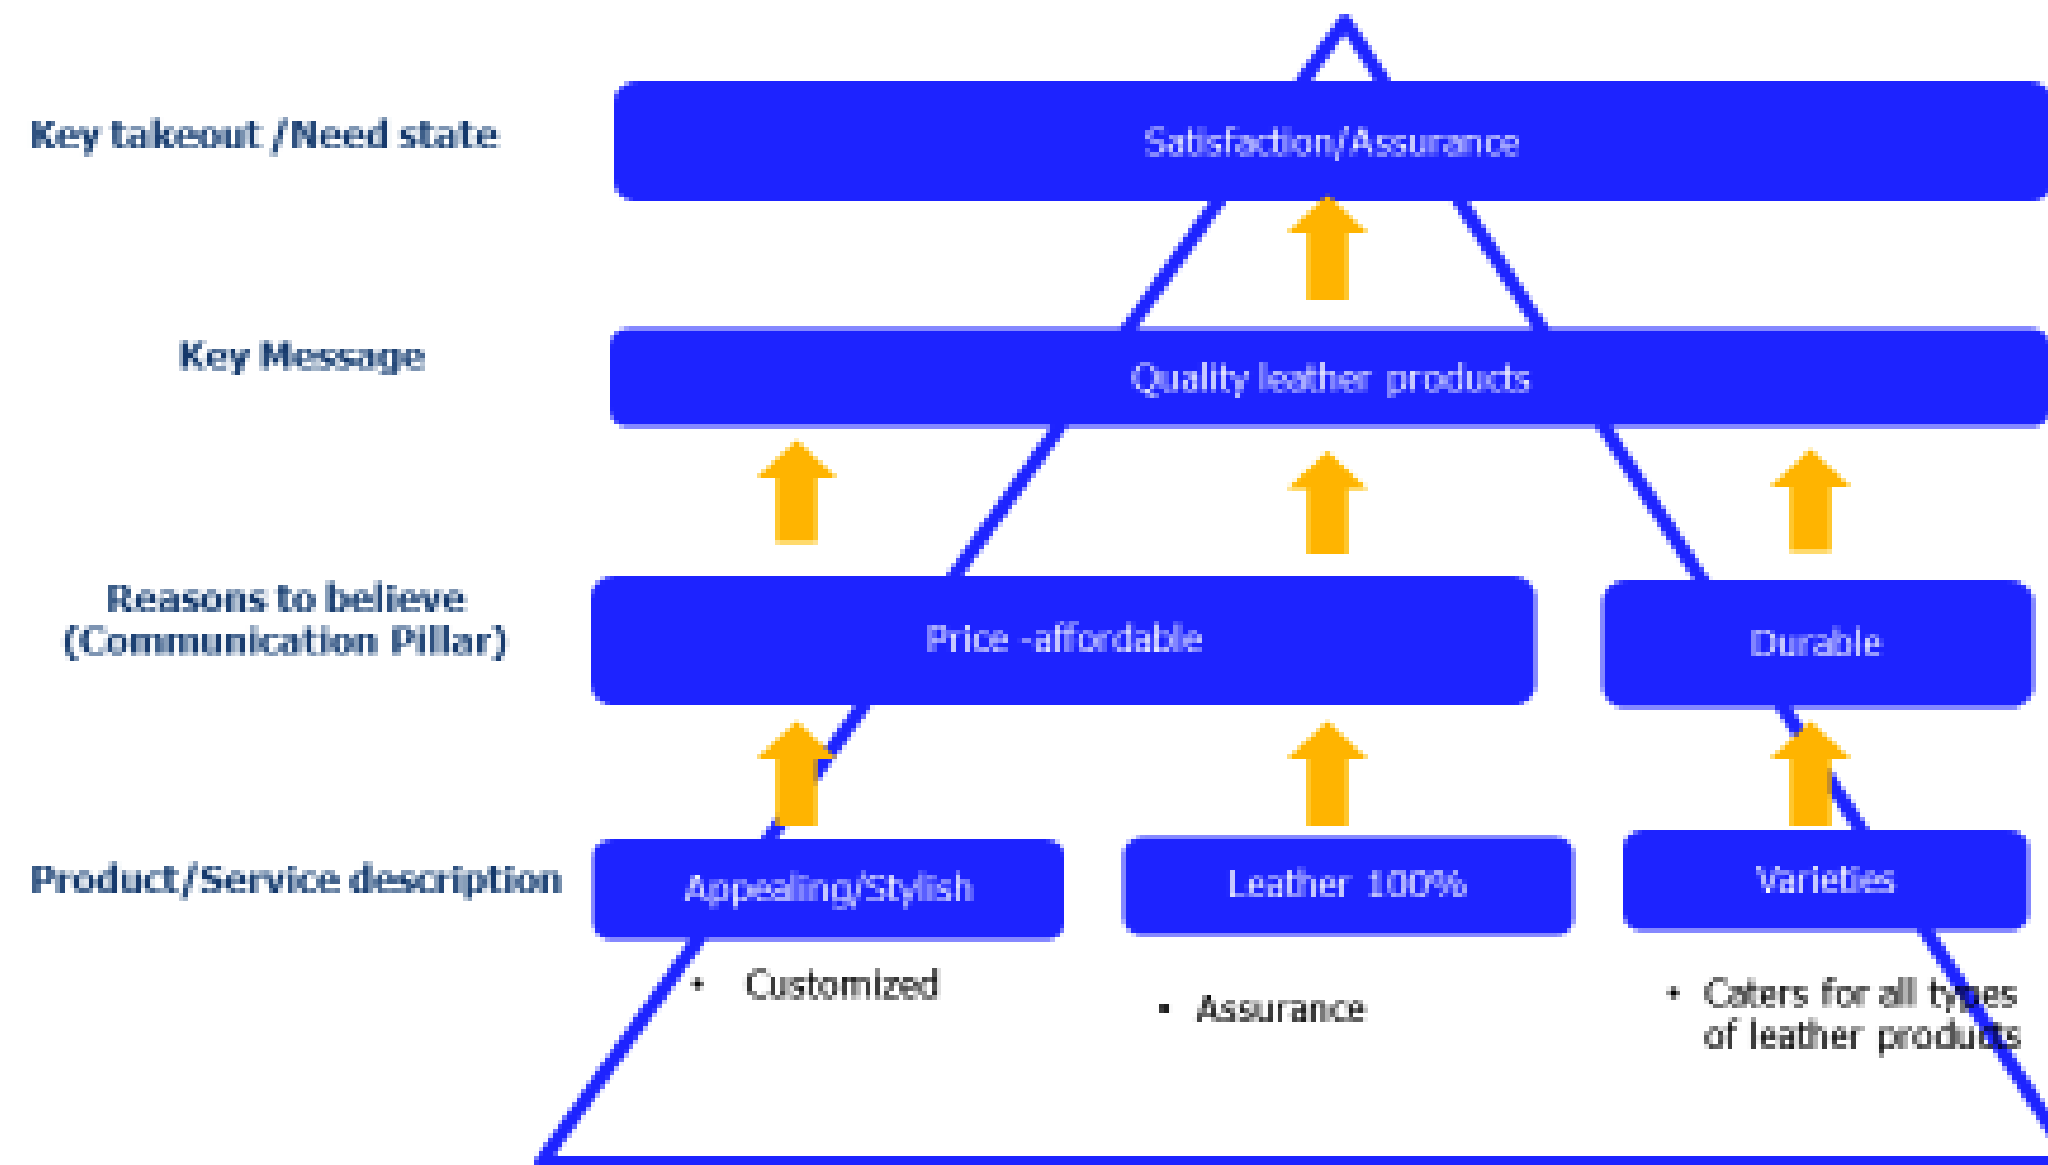 Key takeout /Need state
Satisfaction/Assurance
Key Message
Quality leather products
Reasons to believe
(Communication Pillar)
Price -affordable
Durable
Product/Service description
Appealing/Stylish
Leather 100%
Varieties
• Customized
▪ Assurance
• Caters for all types
of leather products